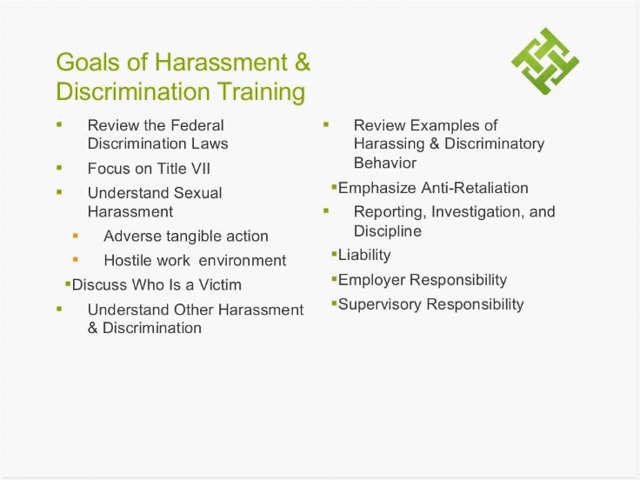 Goals of Harassment &
Discrimination Training
Review the Federal
Discrimination Laws
Focus on Title VII
Understand Sexual
Harassment
Adverse tangible action
Hostile work environment
Discuss Who Is a Victim
Understand Other Harassment
& Discrimination
Review Examples of
Harassing & Discriminatory
Behavior
Emphasize Anti-Retaliation
Reporting, Investigation, and
Discipline
Liability
Employer Responsibility
Supervisory Responsibility